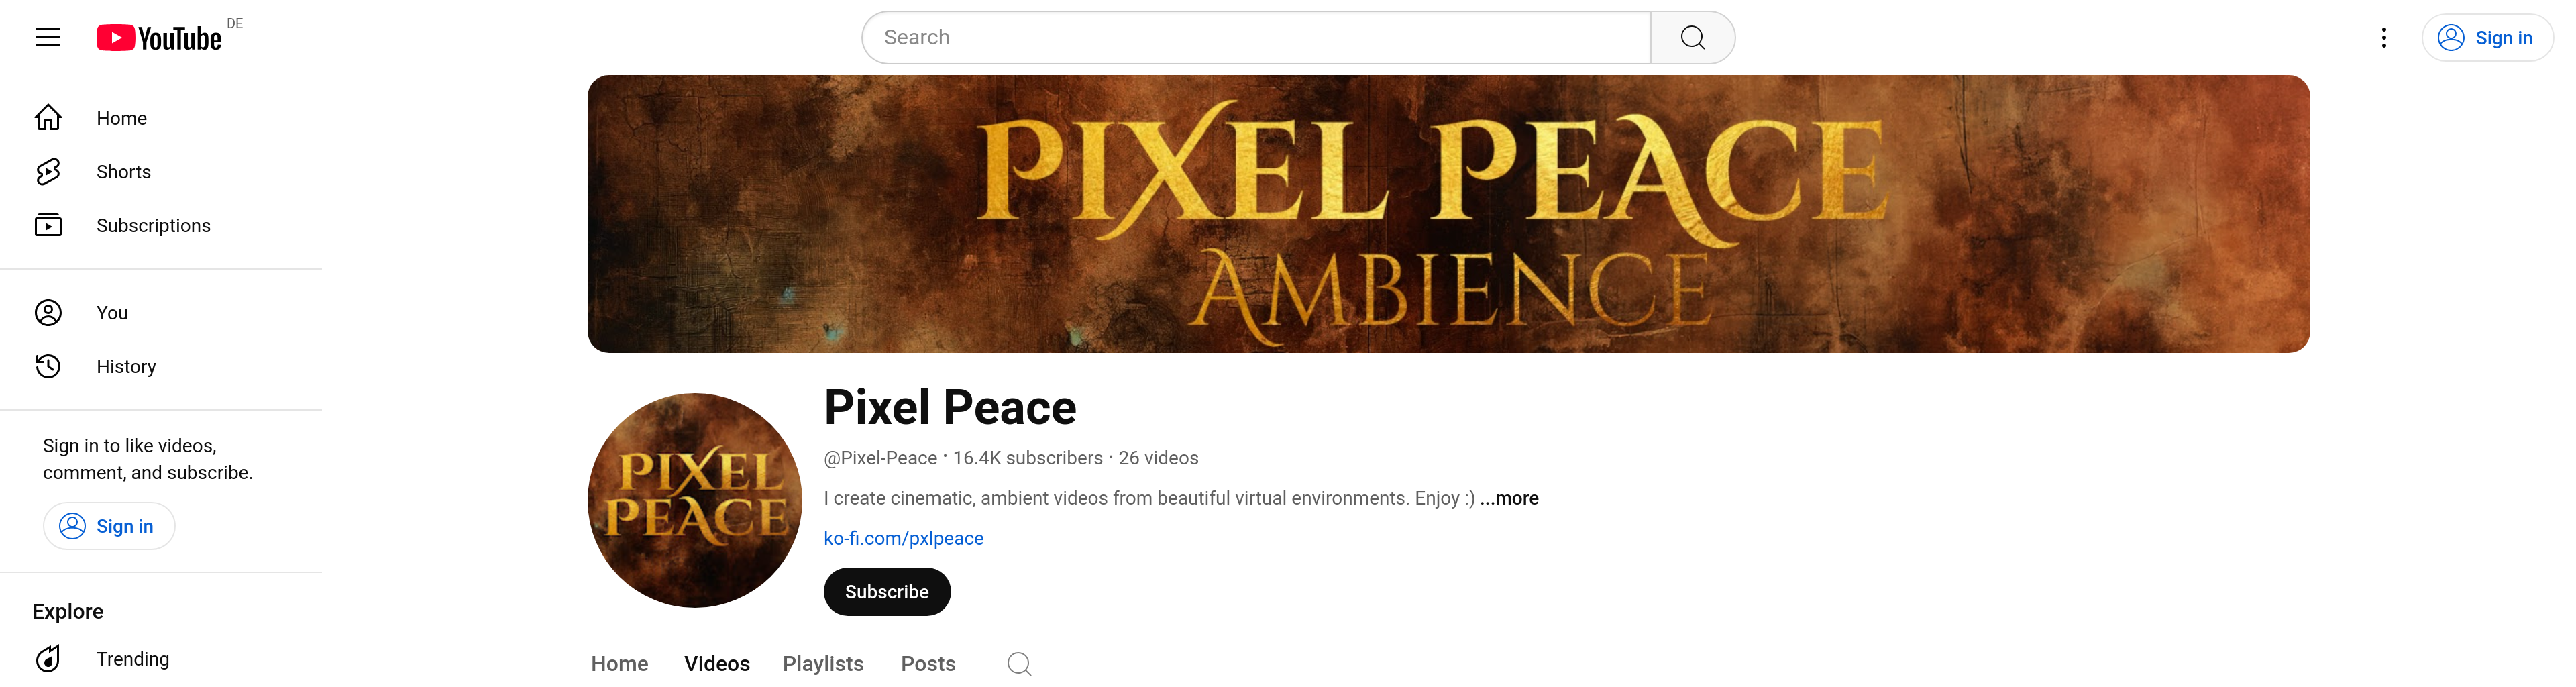 YouTube DE
Search
Sign in
Home
Shorts
Subscriptions
You
History
Sign in to like videos,
comment, and subscribe.
Sign in
Explore
Trending
PIXEL PEACE
AMBIENCE
PIXEL
PEACE
Pixel Peace
@Pixel-Peace • 16.4K subscribers • 26 videos
I create cinematic, ambient videos from beautiful virtual environments. Enjoy :) ...more
ko-fi.com/pxlpeace
Subscribe
Home Videos Playlists Posts